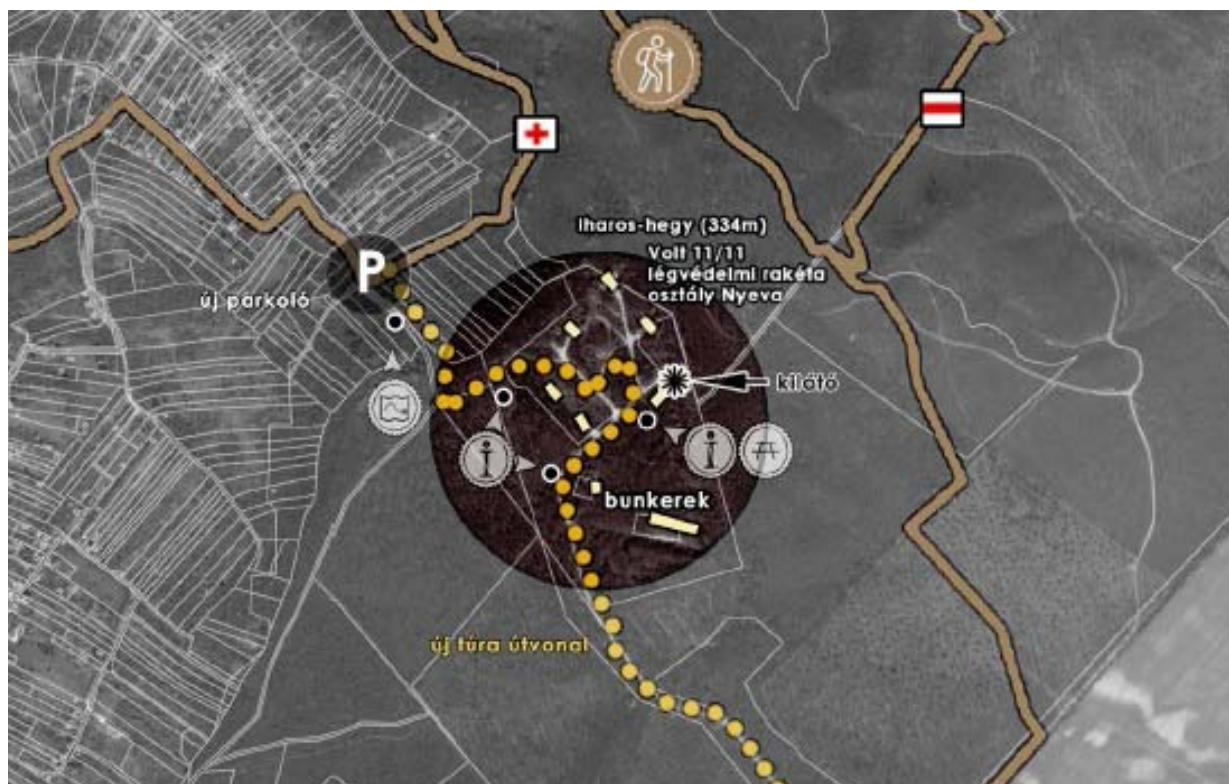 Iharos-hegy (334m)
Volt 11/11
légvédelmi rakéta
osztály Nyeva
P
új parkoló
kilátó
bunkerek
új túra útvonal